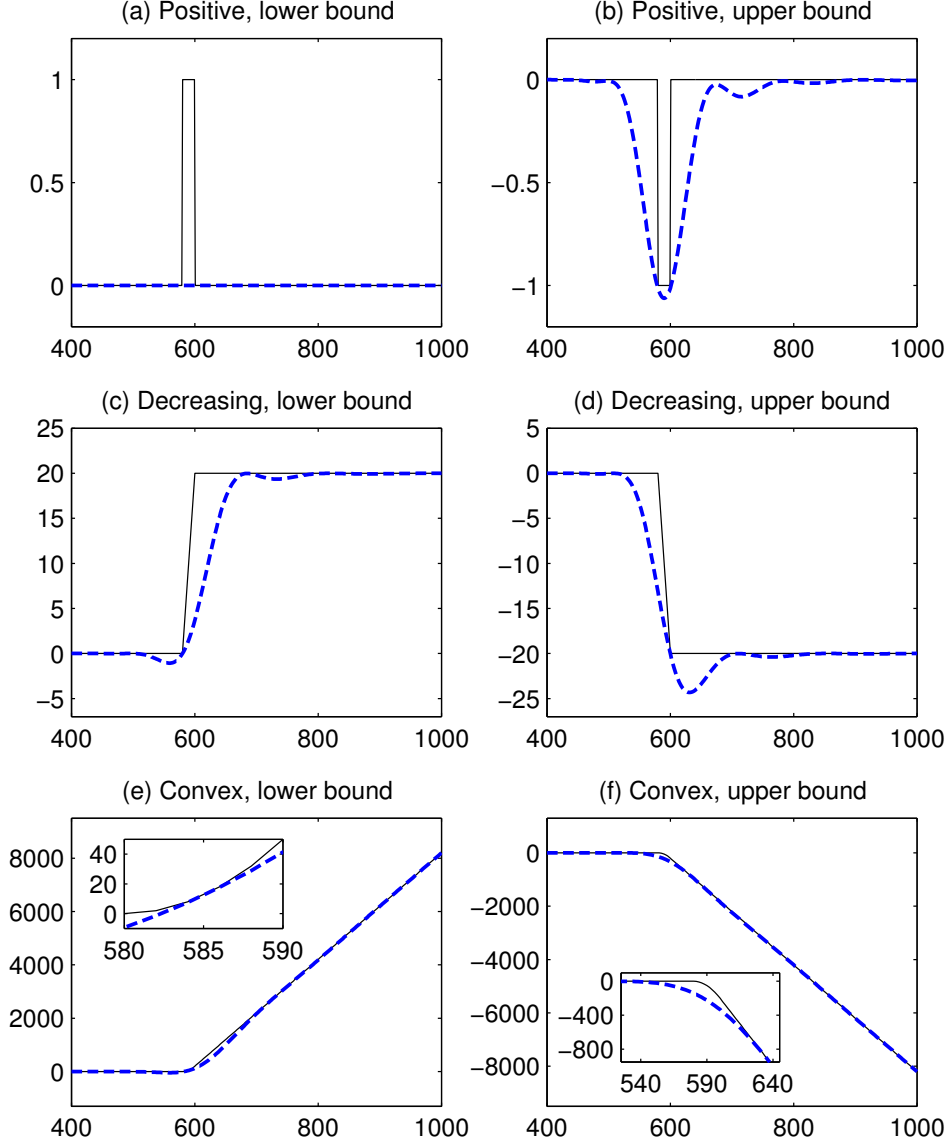 (a) Positive, lower bound
1
0.5
0
400 600 800 1000
(b) Positive, upper bound
0
−0.5
−1
400 600 800 1000
(c) Decreasing, lower bound
25
20
15
10
5
0
−5
400 600 800 1000
(d) Decreasing, upper bound
5
0
−5
−10
−15
−20
−25
400 600 800 1000
(e) Convex, lower bound
8000
6000
4000
2000
0
400 600 800 1000
40
20
0
580 585 590
(f) Convex, upper bound
0
−2000
−4000
−6000
−8000
400 600 800 1000
0
−400
−800
540 590 640